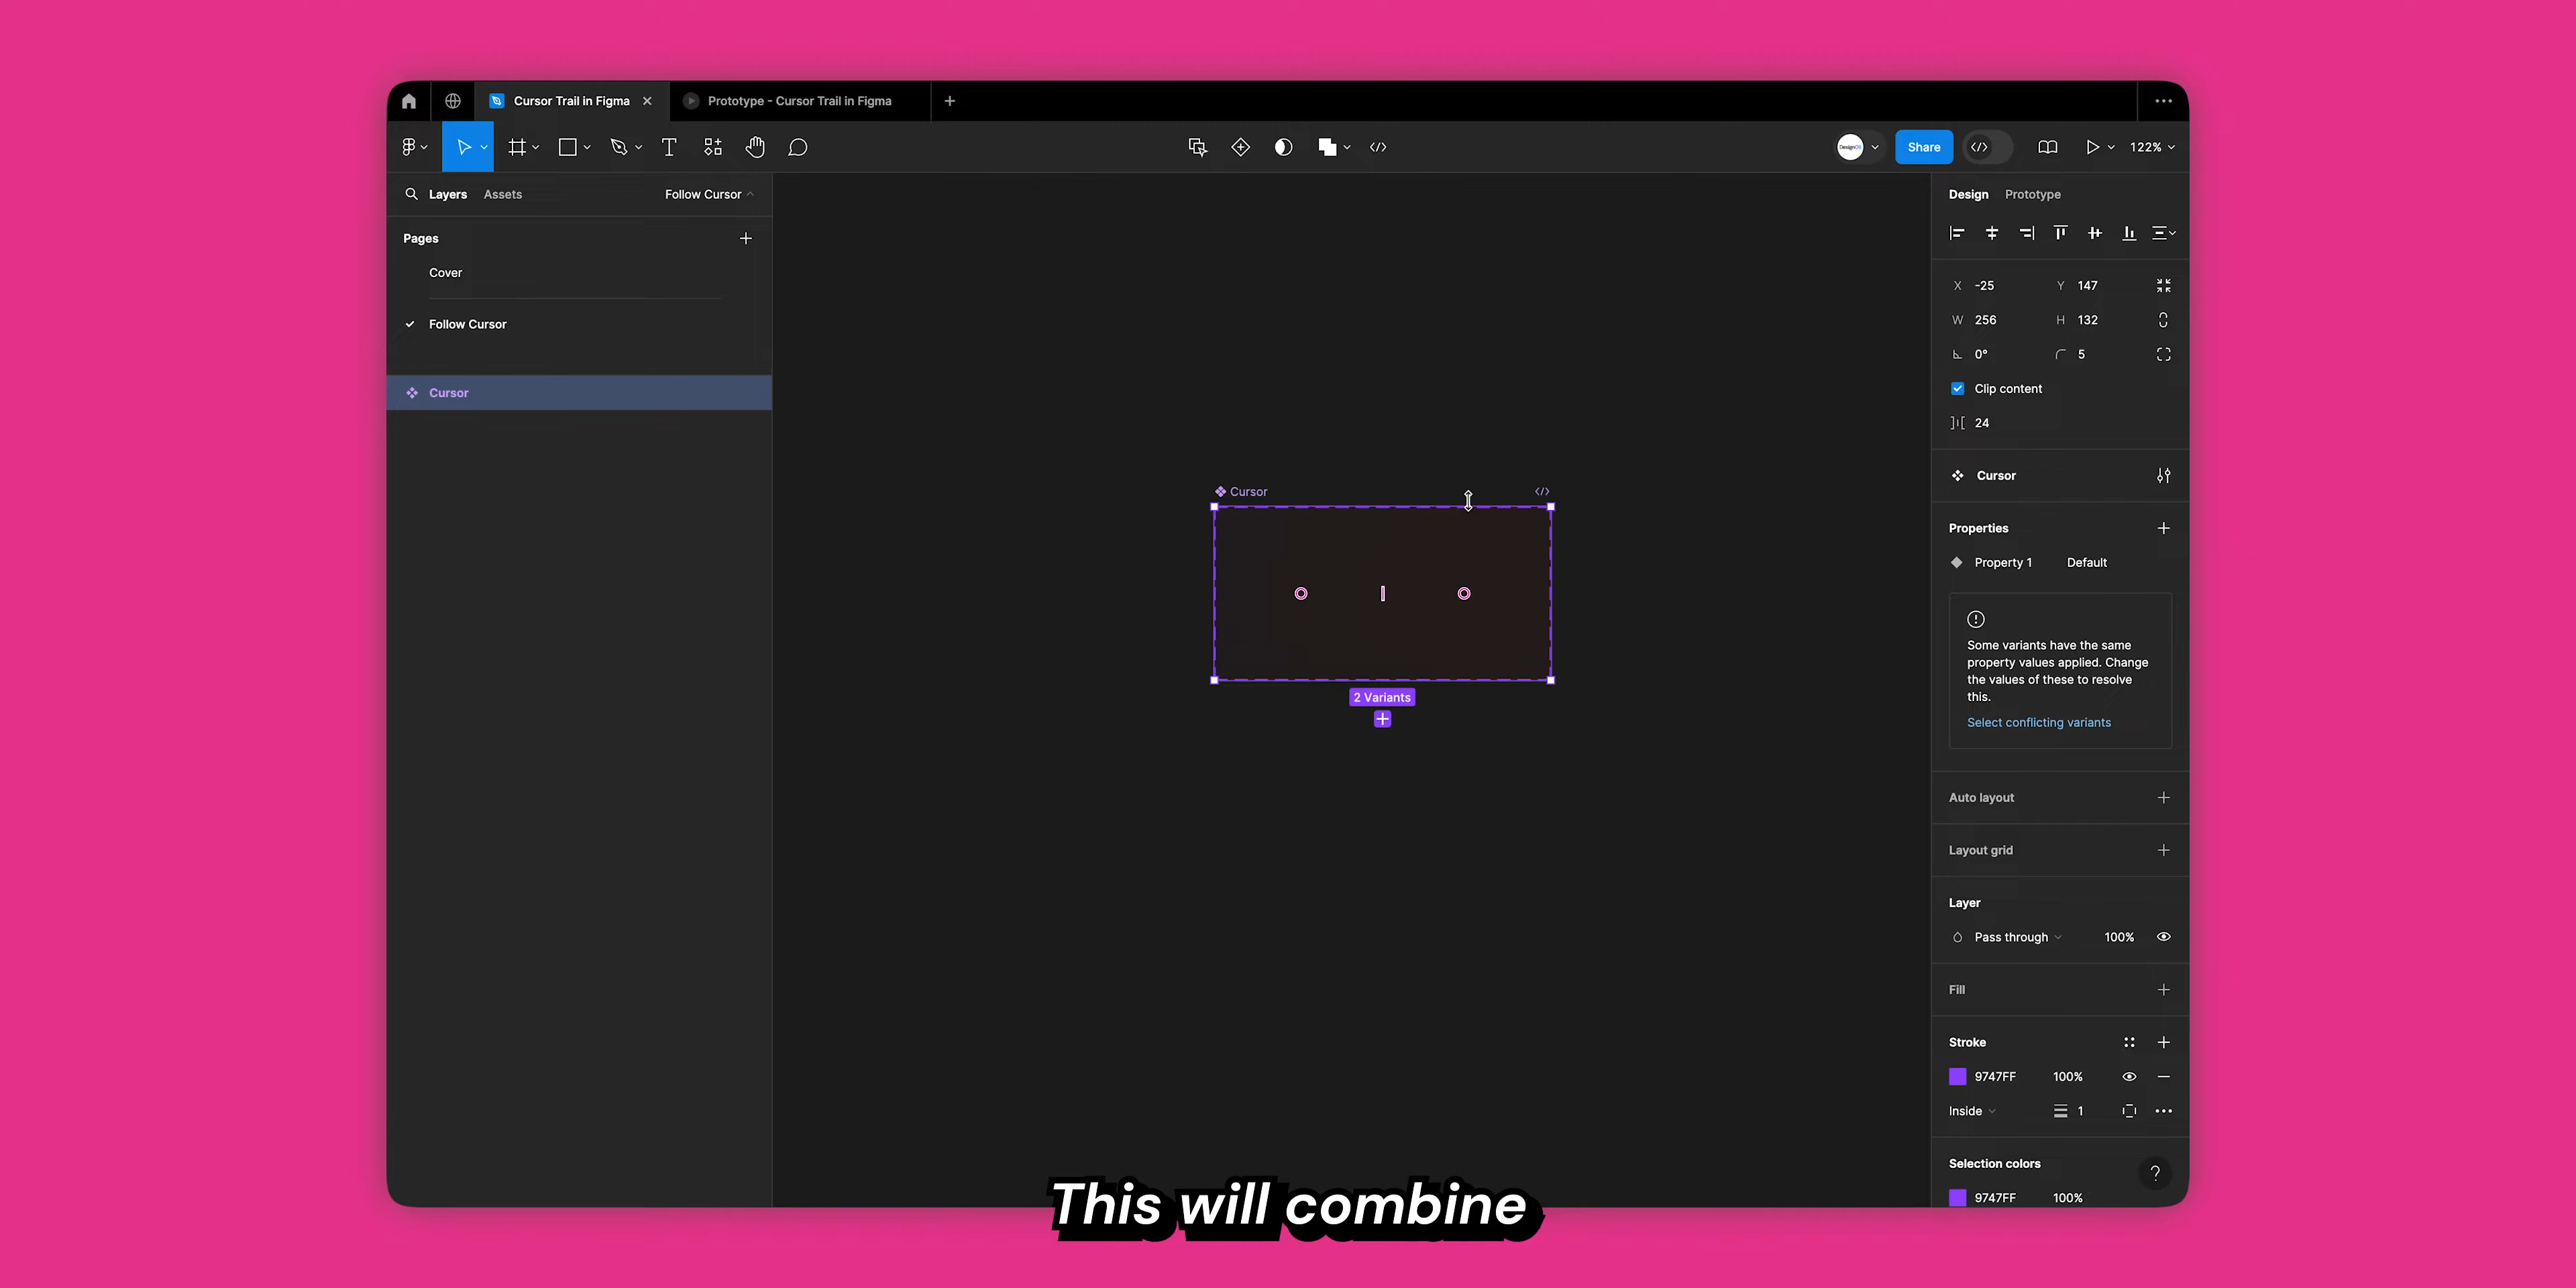 Cursor Trail in Figma
Prototype - Cursor Trail in Figma
DesignOS
Share
122%
Layers
Assets
Follow Cursor
Design
Prototype
Pages
Cover
Follow Cursor
Cursor
X -25
Y 147
W 256
H 132
0°
5
Clip content
24
Cursor
Properties
Property 1
Default
Some variants have the same
property values applied. Change
the values of these to resolve
this.
Select conflicting variants
Cursor
2 Variants
Auto layout
Layout grid
Layer
Pass through
100%
Fill
Stroke
9747FF
100%
Inside
1
Selection colors
?
9747FF
100%
This will combine